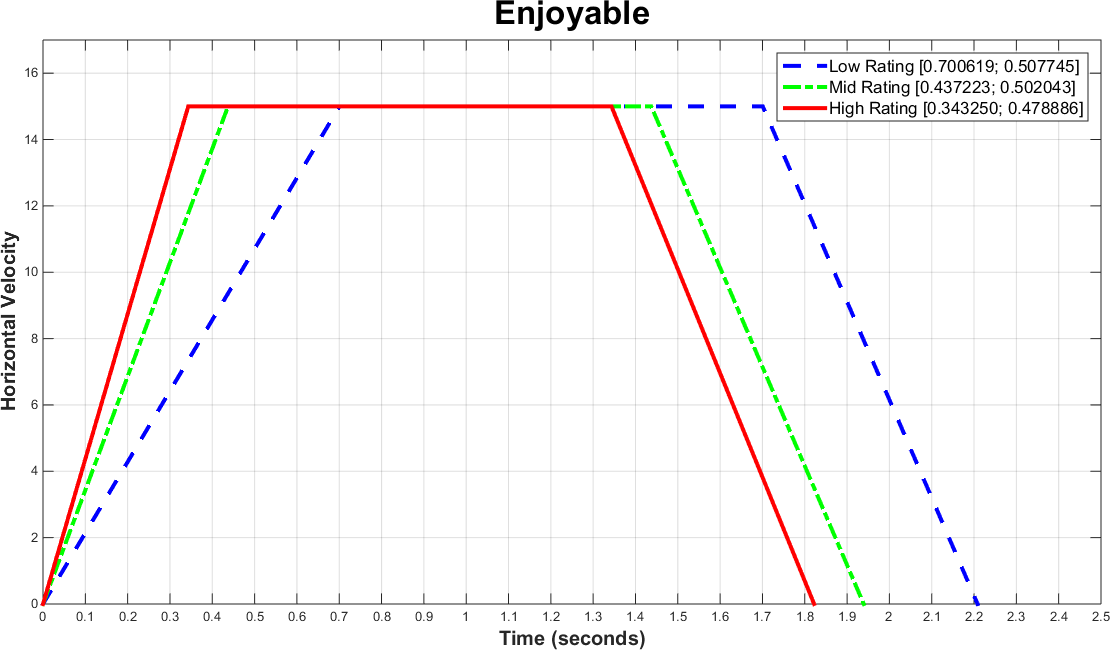 Enjoyable
Low Rating [0.700619; 0.507745]
Mid Rating [0.437223; 0.502043]
High Rating [0.343250; 0.478886]
Horizontal Velocity
16
14
12
10
8
6
4
2
0
0 0.1 0.2 0.3 0.4 0.5 0.6 0.7 0.8 0.9 1 1.1 1.2 1.3 1.4 1.5 1.6 1.7 1.8 1.9 2 2.1 2.2 2.3 2.4 2.5
Time (seconds)